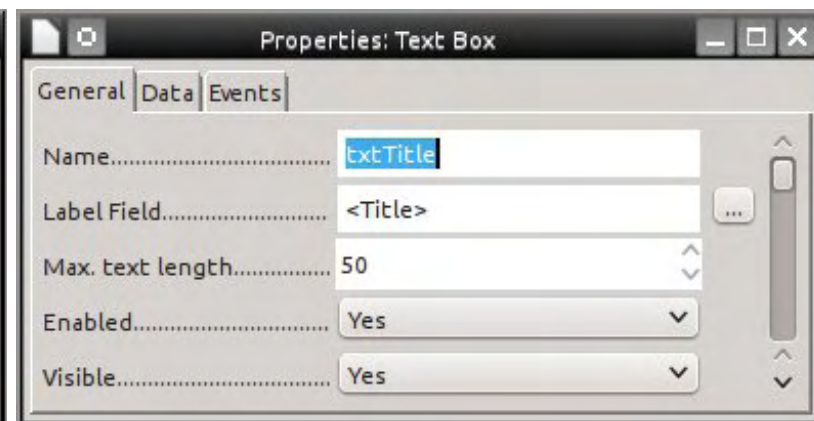 Properties: Text Box
General Data Events
Name................................. txtTitle
Label Field........................... <Title> ...
Max. text length................ 50
Enabled................................ Yes
Visible................................... Yes